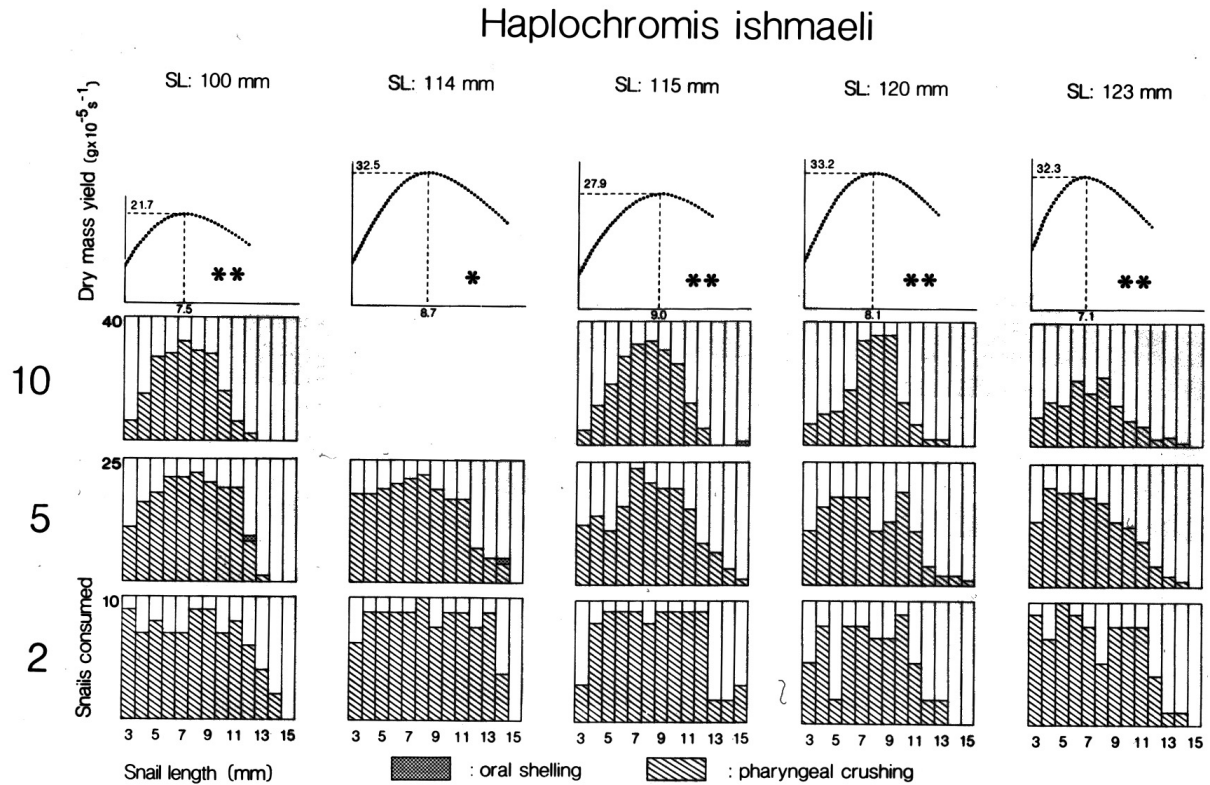 Haplochromis ishmaeli
SL: 100 mm
SL: 114 mm
SL: 115 mm
SL: 120 mm
SL: 123 mm
Dry mass yield (gx10-5s-1)
21.7
32.5
27.9
33.2
32.3
**
*
**
**
**
7.5
8.7
9.0
8.1
7.1
10
40
5
25
2
10
Snails consumed
3 5 7 9 11 13 15
3 5 7 9 11 13 15
3 5 7 9 11 13 15
3 5 7 9 11 13 15
3 5 7 9 11 13 15
Snail length (mm)
: oral shelling
: pharyngeal crushing